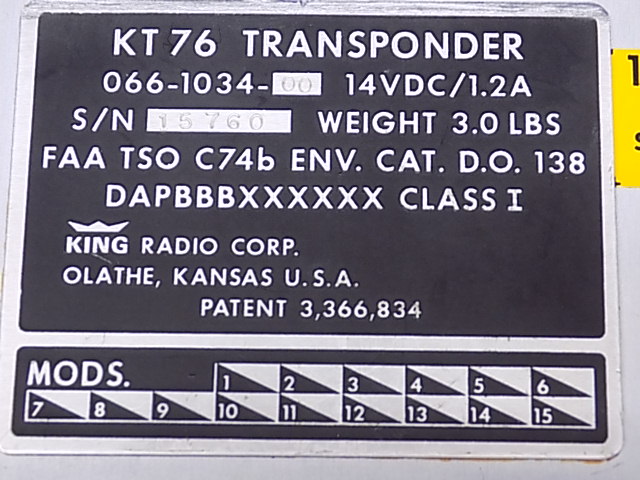 KT 76 TRANSPONDER
066-1034-00 14VDC/1.2A
S/N 15760 WEIGHT 3.0 LBS
FAA TSO C74b ENV. CAT. D.O. 138
DAPBBBXXXXXX CLASS I
KING RADIO CORP.
OLATHE, KANSAS U.S.A.
PATENT 3,366,834
MODS. 1 2 3 4 5 6
7 8 9 10 11 12 13 14 15